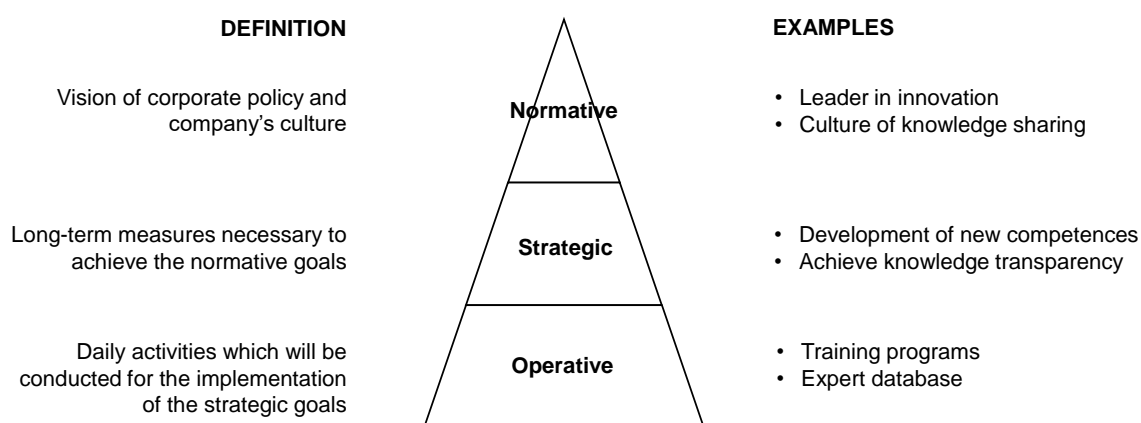 DEFINITION
EXAMPLES
Vision of corporate policy and
company's culture
Normative
• Leader in innovation
• Culture of knowledge sharing
Long-term measures necessary to
achieve the normative goals
Strategic
• Development of new competences
• Achieve knowledge transparency
Daily activities which will be
conducted for the implementation
of the strategic goals
Operative
• Training programs
• Expert database